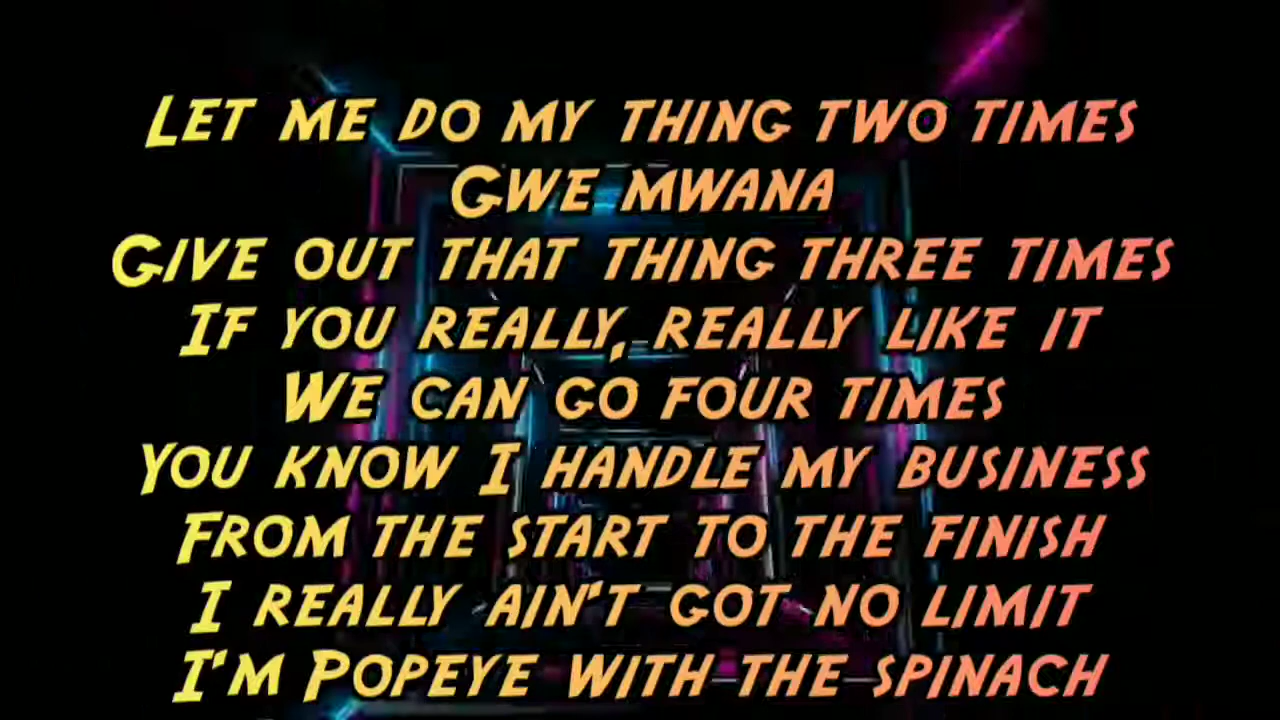 Let me do my thing two times
Gwe mwana
Give out that thing three times
If you really, really like it
We can go four times
You know I handle my business
From the start to the finish
I really ain't got no limit
I'm Popeye with the spinach